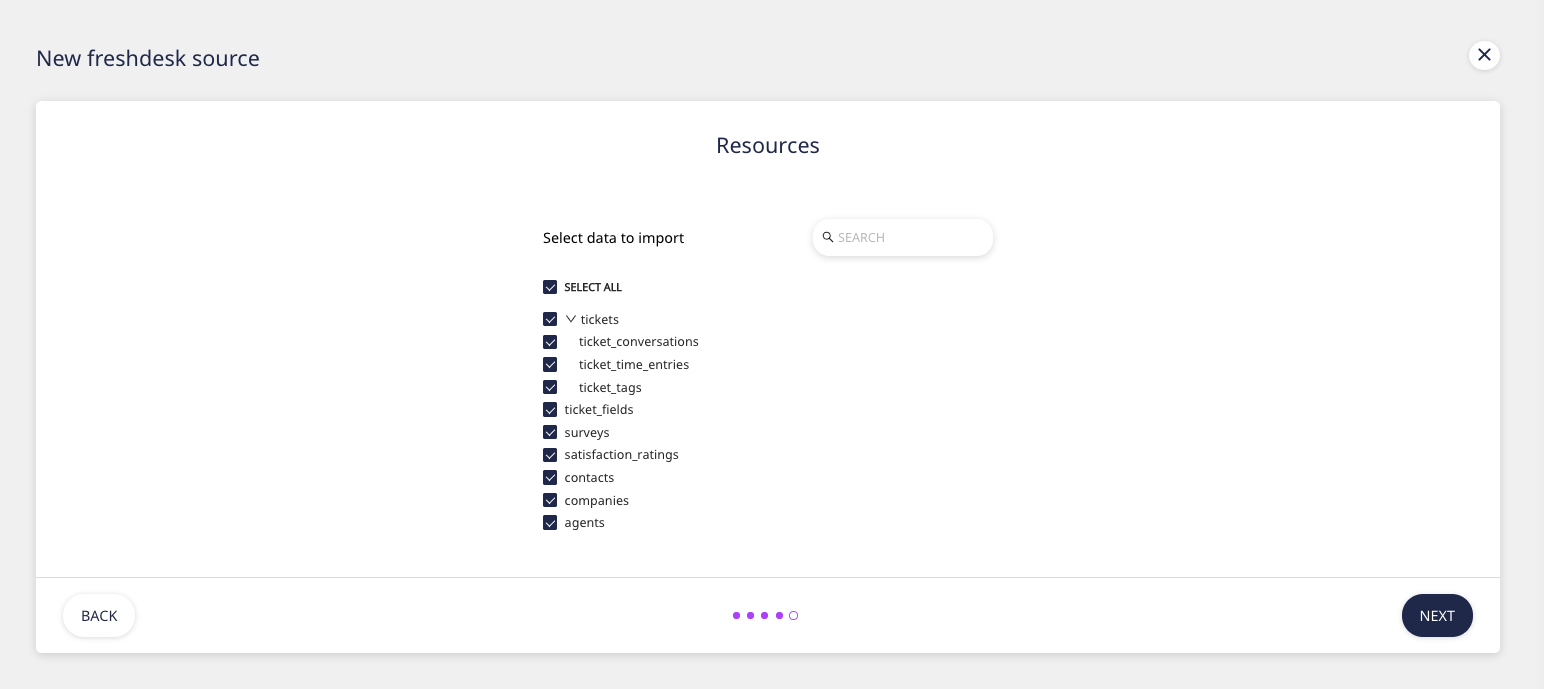 New freshdesk source
Resources
Select data to import
SEARCH
SELECT ALL
tickets
ticket_conversations
ticket_time_entries
ticket_tags
ticket_fields
surveys
satisfaction_ratings
contacts
companies
agents
BACK
NEXT